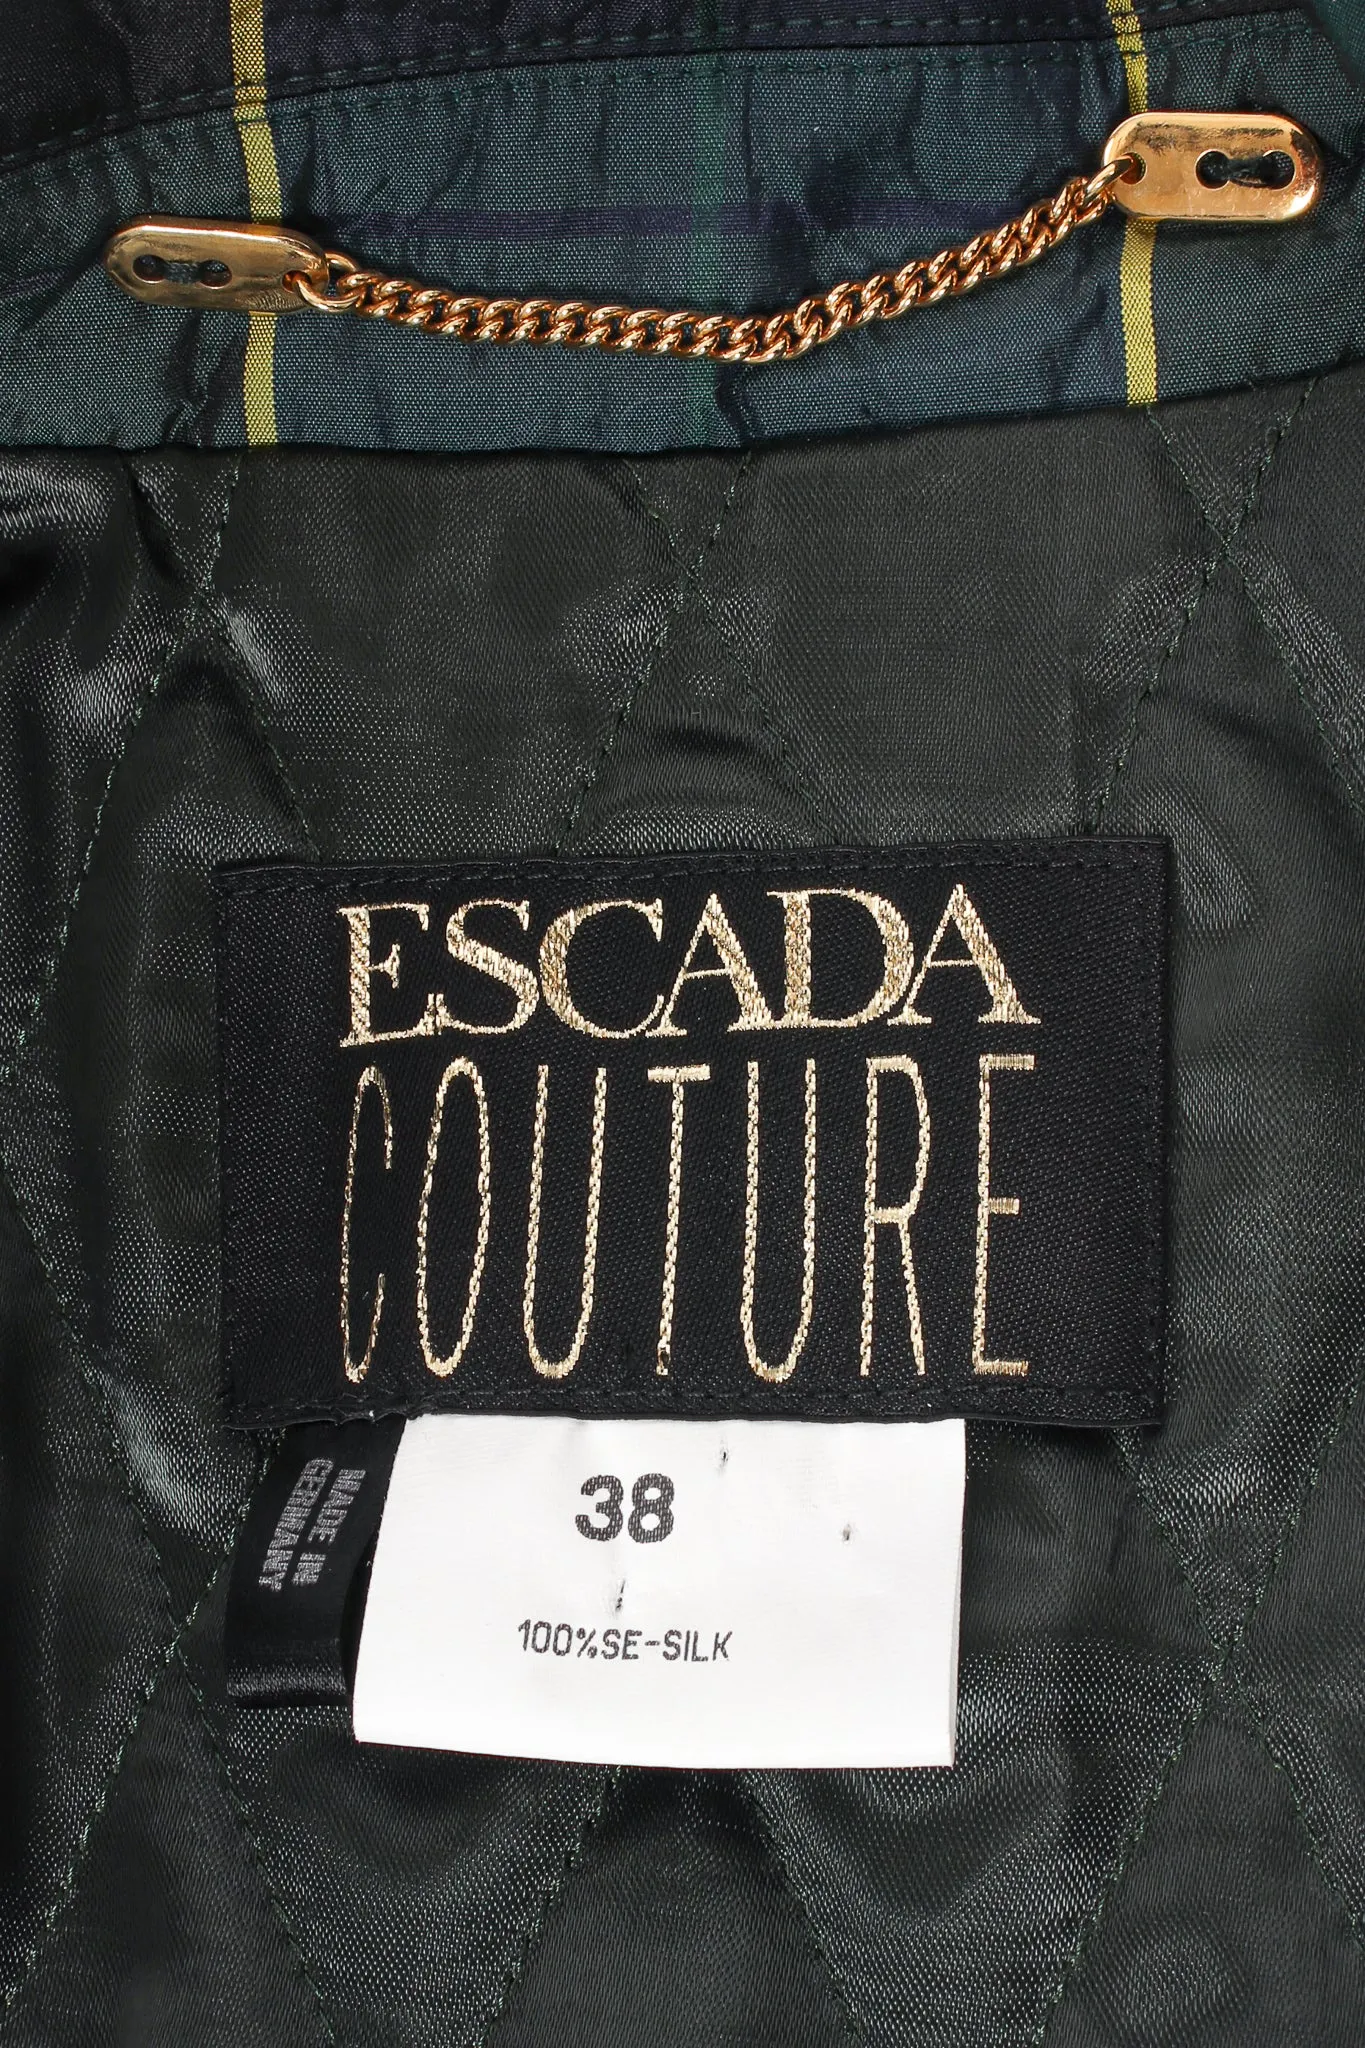 ESCADA
COUTURE
MADE IN
GERMANY
38
100%SE-SILK